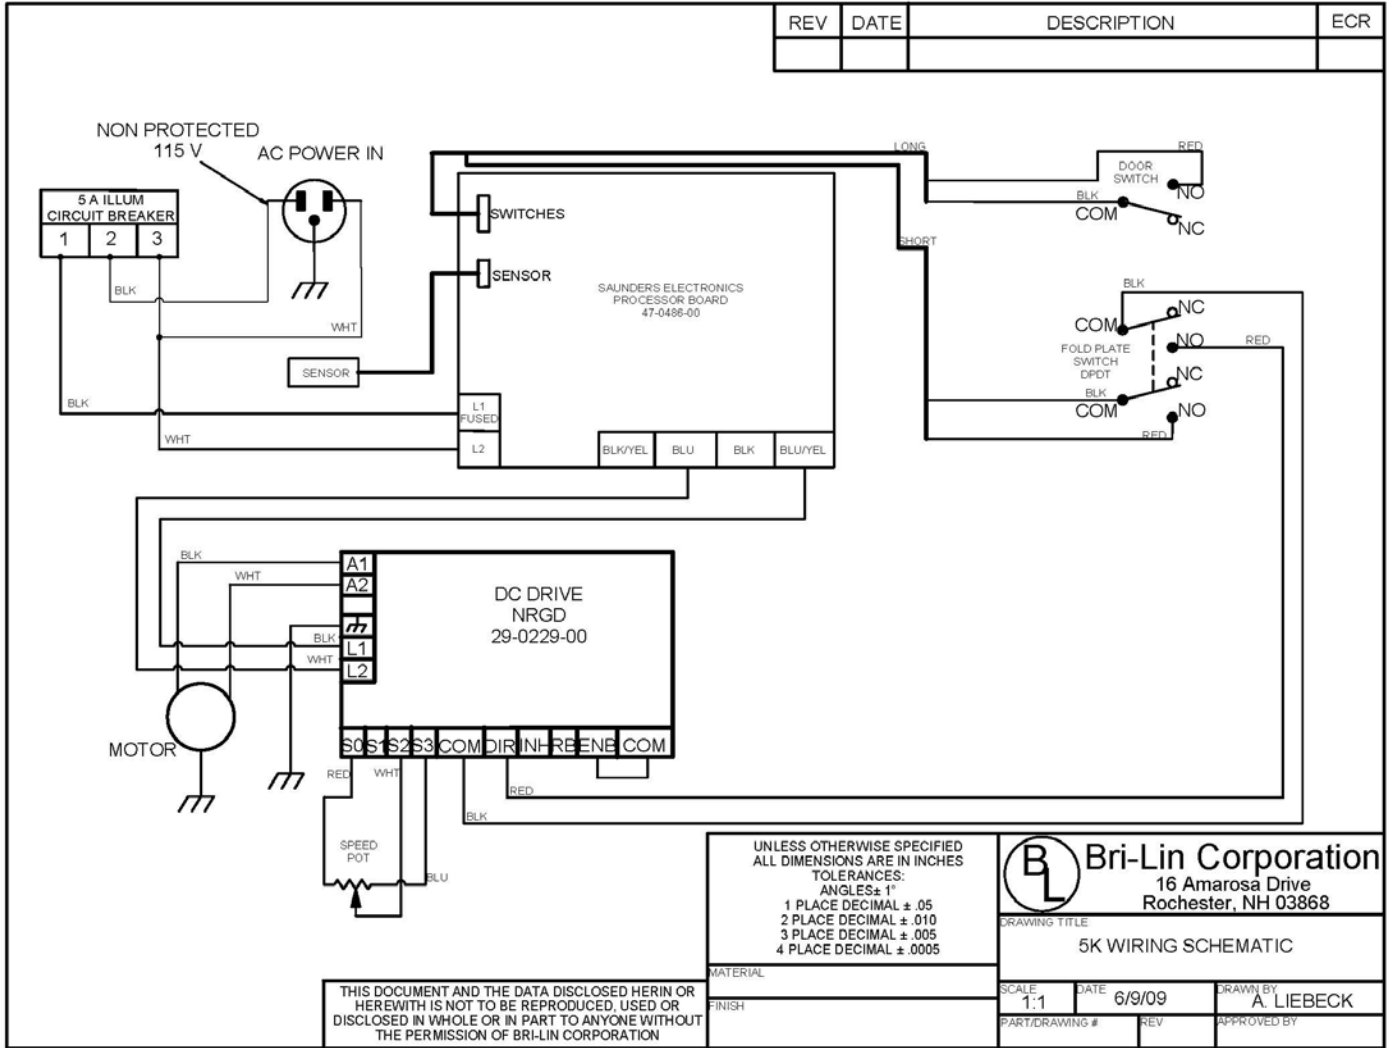 REV DATE DESCRIPTION ECR
NON PROTECTED
115 V
AC POWER IN
5 A ILLUM
CIRCUIT BREAKER
1 2 3
BLK
WHT
BLK
WHT
SENSOR
SWITCHES
SENSOR
SAUNDERS ELECTRONICS
PROCESSOR BOARD
47-0486-00
L1
FUSED
L2
BLK/YEL BLU BLK BLU/YEL
LONG
SHORT
RED
DOOR
SWITCH
NO
BLK
COM
NC
BLK
NC
COM
NO
RED
FOLD PLATE
SWITCH
DPDT
NC
BLK
COM
NO
RED
BLK
WHT
A1
A2
BLK
L1
WHT
L2
DC DRIVE
NRGD
29-0229-00
MOTOR
S0 S1 S2 S3 COM DIR INH RB ENB COM
RED
WHT
RED
BLK
SPEED
POT
BLU
UNLESS OTHERWISE SPECIFIED
ALL DIMENSIONS ARE IN INCHES
TOLERANCES:
ANGLES± 1°
1 PLACE DECIMAL ± .05
2 PLACE DECIMAL ± .010
3 PLACE DECIMAL ± .005
4 PLACE DECIMAL ± .0005
MATERIAL
FINISH
BL
Bri-Lin Corporation
16 Amarosa Drive
Rochester, NH 03868
DRAWING TITLE
5K WIRING SCHEMATIC
SCALE
1:1
DATE
6/9/09
DRAWN BY
A. LIEBECK
PART/DRAWING #
REV
APPROVED BY
THIS DOCUMENT AND THE DATA DISCLOSED HERIN OR
HEREWITH IS NOT TO BE REPRODUCED, USED OR
DISCLOSED IN WHOLE OR IN PART TO ANYONE WITHOUT
THE PERMISSION OF BRI-LIN CORPORATION